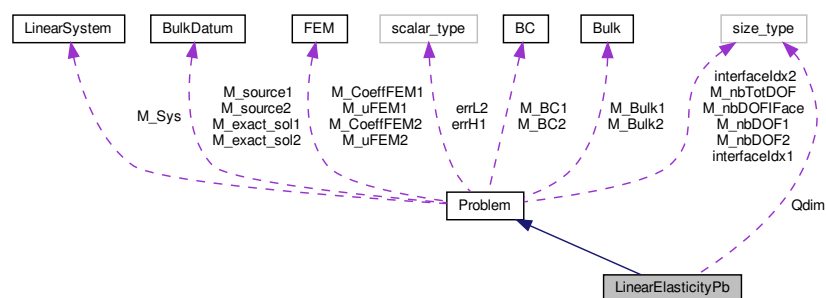 LinearSystem
BulkDatum
FEM
scalar_type
BC
Bulk
size_type
M_Sys
M_source1
M_source2
M_exact_sol1
M_exact_sol2
M_CoeffFEM1
M_uFEM1
M_CoeffFEM2
M_uFEM2
errL2
errH1
M_BC1
M_BC2
M_Bulk1
M_Bulk2
interfaceIdx2
M_nbTotDOF
M_nbDOFIFace
M_nbDOF1
M_nbDOF2
interfaceIdx1
Problem
Qdim
LinearElasticityPb